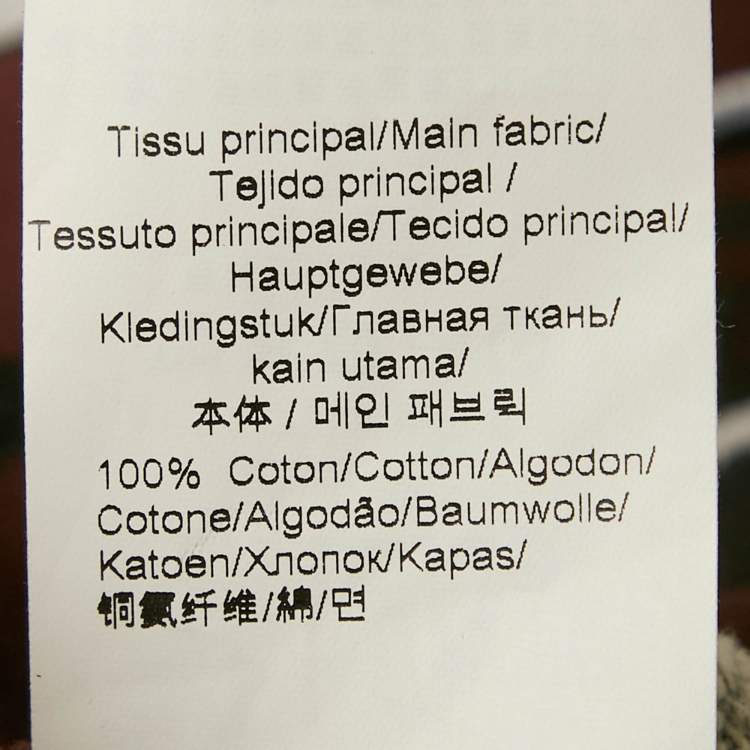 Tissu principal/Main fabric/
Tejido principal /
Tessuto principale/Tecido principal/
Hauptgewebe/
Kledingstuk/Главная ткань/
kain utama/
本体 / 메인 패브릭
100% Coton/Cotton/Algodon/
Cotone/Algodão/Baumwolle/
Katoen/Хлопок/Kapas/
铜氨纤维/綿/면